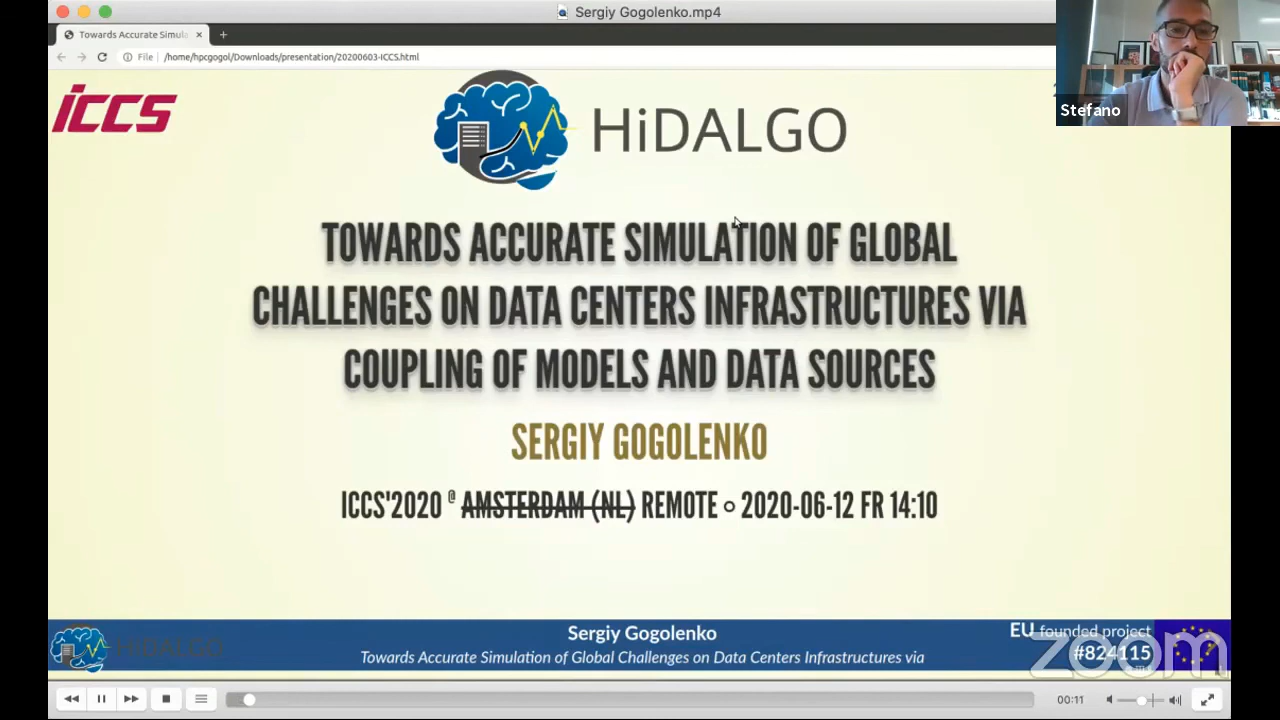 Sergiy Gogolenko.mp4
Towards Accurate Simula
File
/home/hpcgogol/Downloads/presentation/20200603-ICCS.html
Stefano
iCCS
HiDALGO
TOWARDS ACCURATE SIMULATION OF GLOBAL
CHALLENGES ON DATA CENTERS INFRASTRUCTURES VIA
COUPLING OF MODELS AND DATA SOURCES
SERGIY GOGOLENKO
ICCS'2020 @ AMSTERDAM (NL) REMOTE ○ 2020-06-12 FR 14:10
HiDALGO
Sergiy Gogolenko
Towards Accurate Simulation of Global Challenges on Data Centers Infrastructures via
EU founded project
#824115
zoom
00:11